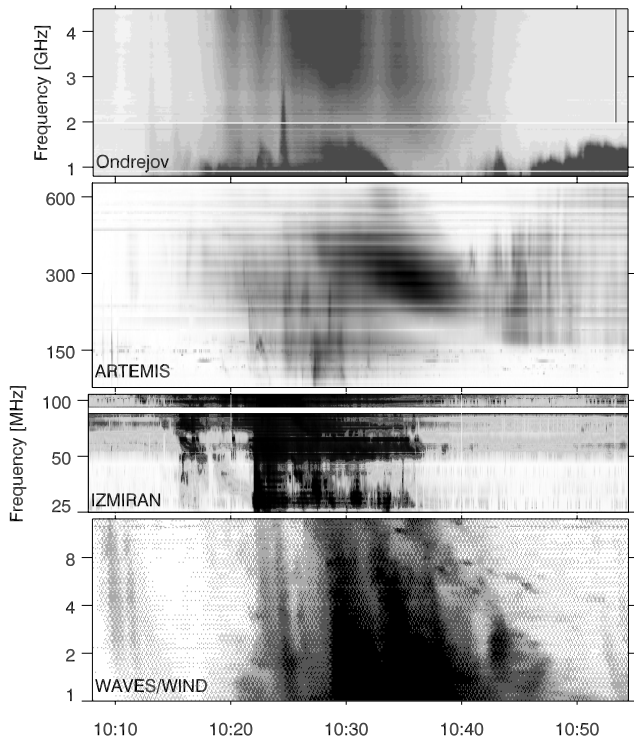 4
3
2
1
Frequency [GHz]
Ondrejov
600
300
150
ARTEMIS
100
50
25
Frequency [MHz]
IZMIRAN
8
4
2
1
WAVES/WIND
10:10 10:20 10:30 10:40 10:50